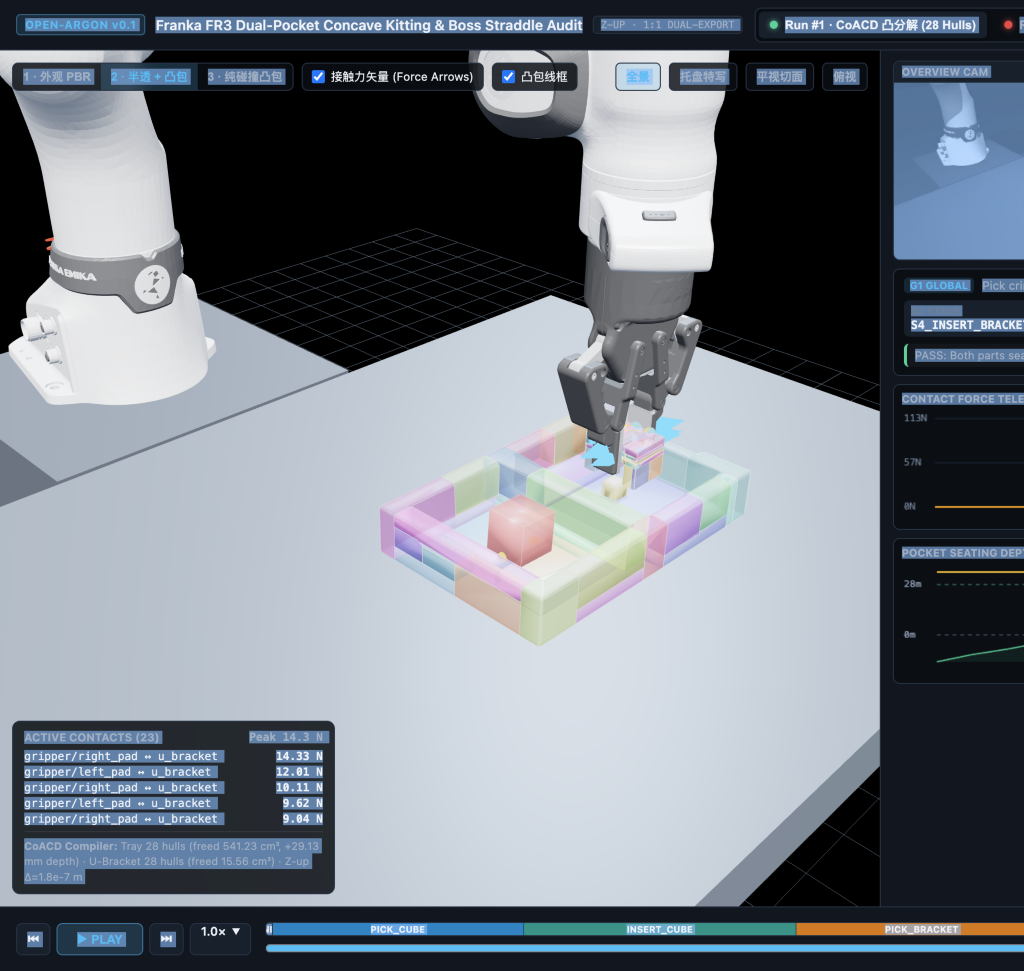 OPEN-ARGON v0.1
Franka FR3 Dual-Pocket Concave Kitting & Boss Straddle Audit
Z-UP · 1:1 DUAL-EXPORT
Run #1 · CoACD 凸分解 (28 Hulls)
1 · 外观 PBR
2 · 半透 + 凸包
3 · 纯碰撞凸包
接触力矢量 (Force Arrows)
凸包线框
全景
托盘特写
平视切面
俯视
OVERVIEW CAM
EMIKA
G1 GLOBAL
Pick
S4_INSERT_BRACKET
PASS: Both parts
CONTACT FORCE
113N
57N
0N
POCKET SEATING
28m
0m
ACTIVE CONTACTS (23)
Peak 14.3 N
gripper/right_pad ↔ u_bracket 14.33 N
gripper/left_pad ↔ u_bracket 12.01 N
gripper/right_pad ↔ u_bracket 10.11 N
gripper/left_pad ↔ u_bracket 9.62 N
gripper/right_pad ↔ u_bracket 9.04 N
CoACD Compiler: Tray 28 hulls (freed 541.23 cm³, +29.13
mm depth) · U-Bracket 28 hulls (freed 15.56 cm³) · Z-up
Δ=1.8e-7 m
⏮
▶ PLAY
⏭
1.0× ▼
PICK_CUBE
INSERT_CUBE
PICK_BRACKET